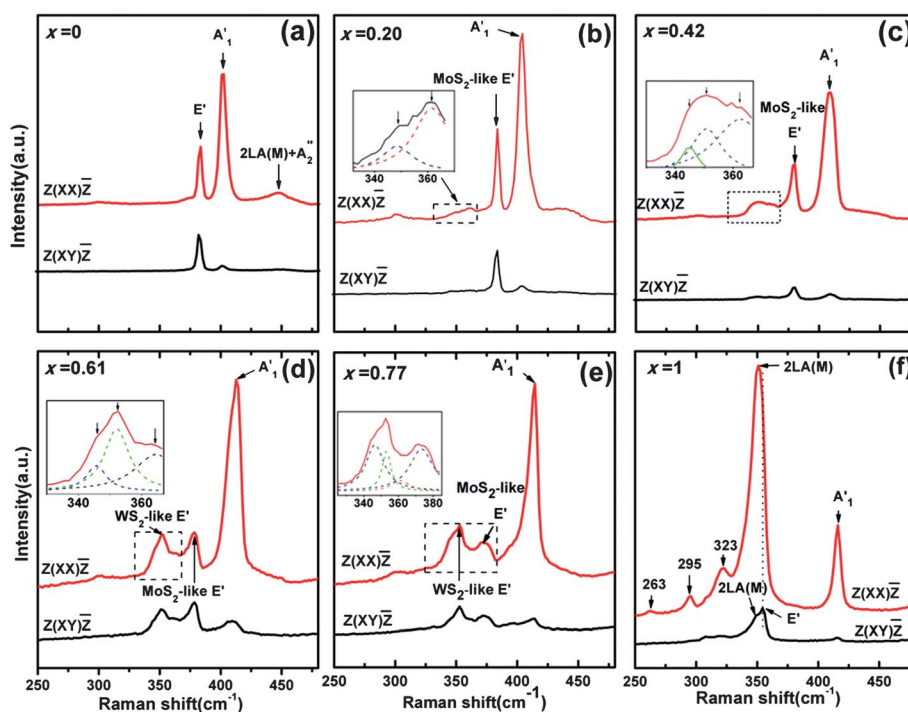 x=0
A'1
(a)
E'
2LA(M)+A2''
Z(XX)Z̅
Z(XY)Z̅
Intensity(a.u.)
x=0.20
A'1
(b)
MoS2-like E'
340 360
Z(XX)Z̅
Z(XY)Z̅
x=0.42
(c)
A'1
MoS2-like
E'
340 360
Z(XX)Z̅
Z(XY)Z̅
x=0.61
A'1
(d)
340 360
WS2-like E'
Z(XX)Z̅
MoS2-like E'
Z(XY)Z̅
Intensity(a.u.)
250 300 350 400 450
Raman shift(cm-1)
x=0.77
A'1
(e)
340 360 380
MoS2-like
E'
Z(XX)Z̅
WS2-like E'
Z(XY)Z̅
250 300 350 400 450
Raman shift(cm-1)
x=1
(f)
2LA(M)
A'1
323
295
263
2LA(M)
Z(XX)Z̅
E'
Z(XY)Z̅
250 300 350 400 450
Raman shift(cm-1)